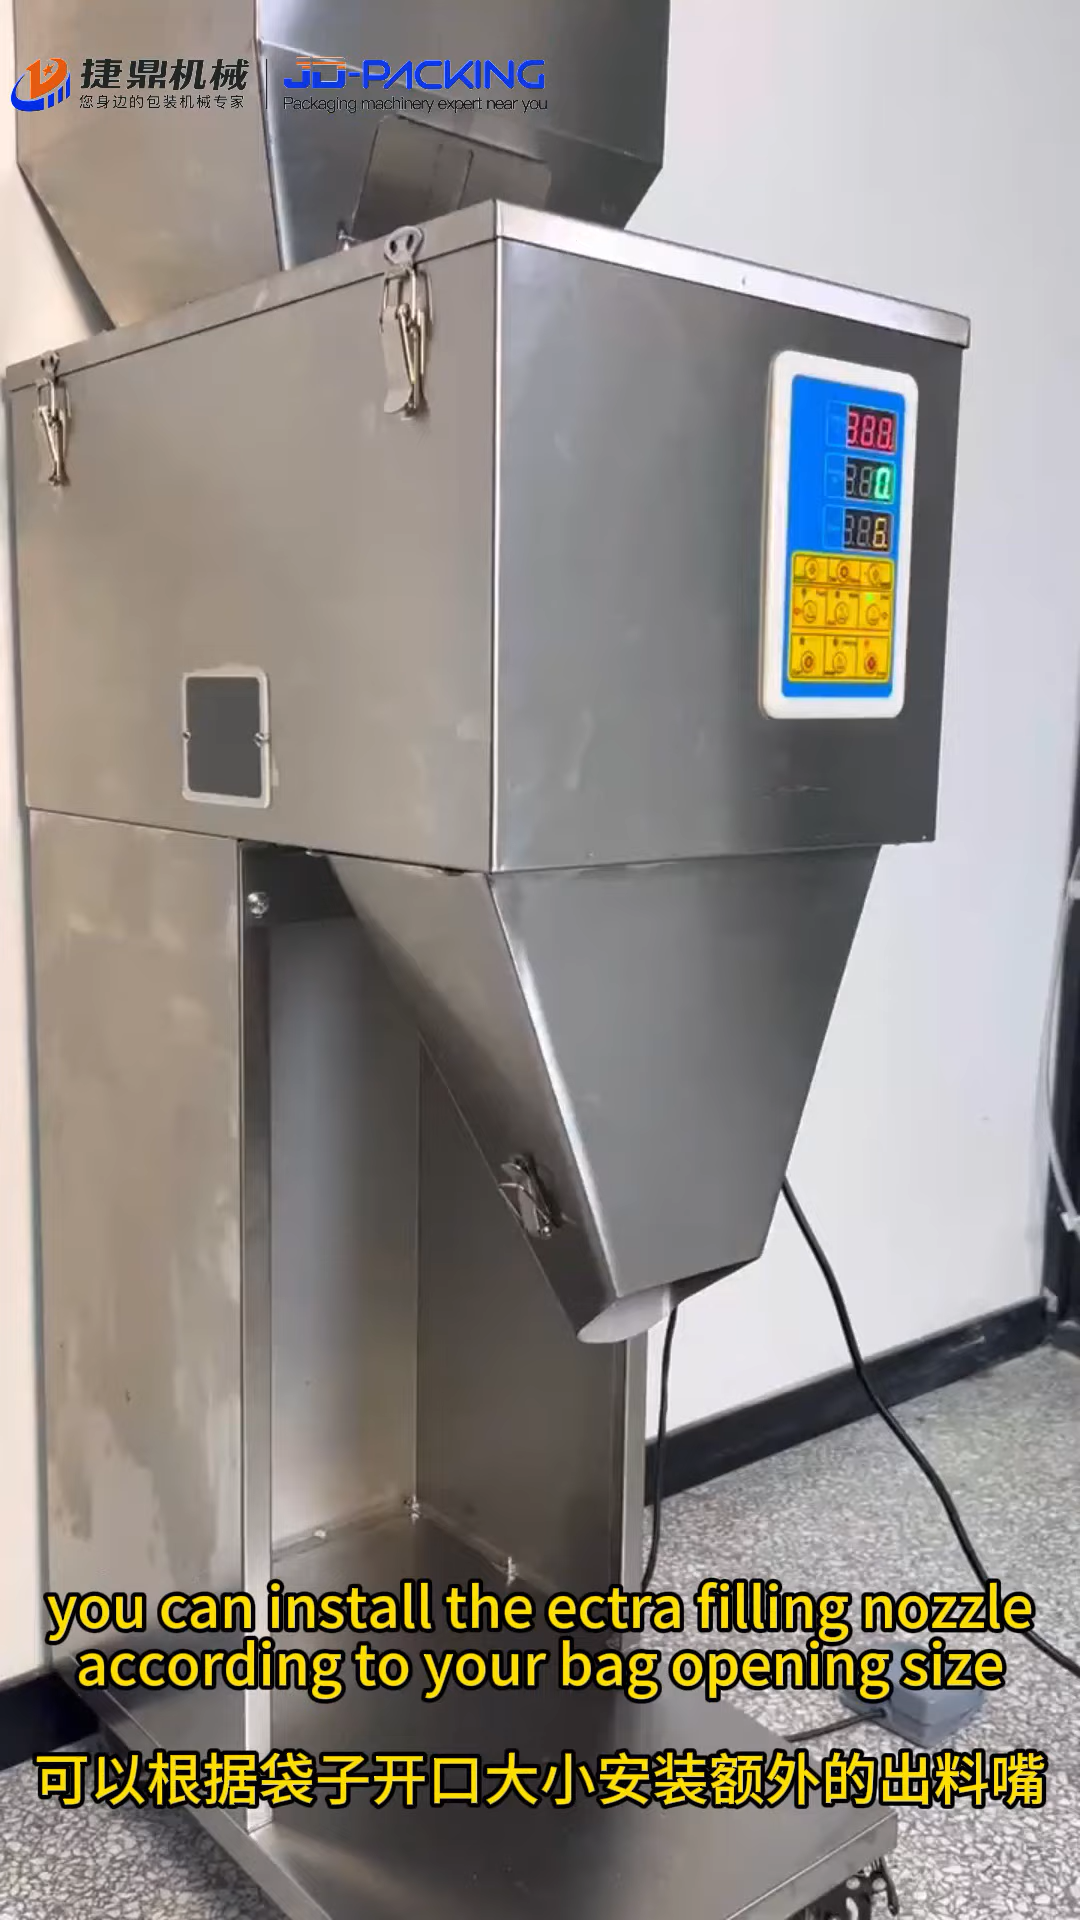 捷鼎机械
您身边的包装机械专家
JD-PACKING
Packaging machinery expert near you
you can install the ectra filling nozzle
according to your bag opening size
可以根据袋子开口大小安装额外的出料嘴